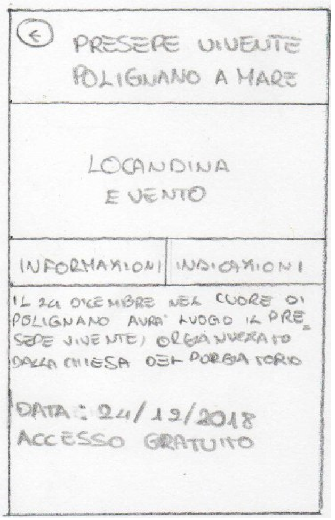 PRESEPE VIVENTE
POLIGNANO A MARE
LOCANDINA
EVENTO
INFORMAZIONI INDICAZIONI
IL 24 DICEMBRE NEL CUORE DI
POLIGNANO AVRA' LUOGO IL PRE_
SEPE VIVENTE, ORGANIZZATO
DALLA CHIESA DEL PURGATORIO
DATA: 24/12/2018
ACCESSO GRATUITO